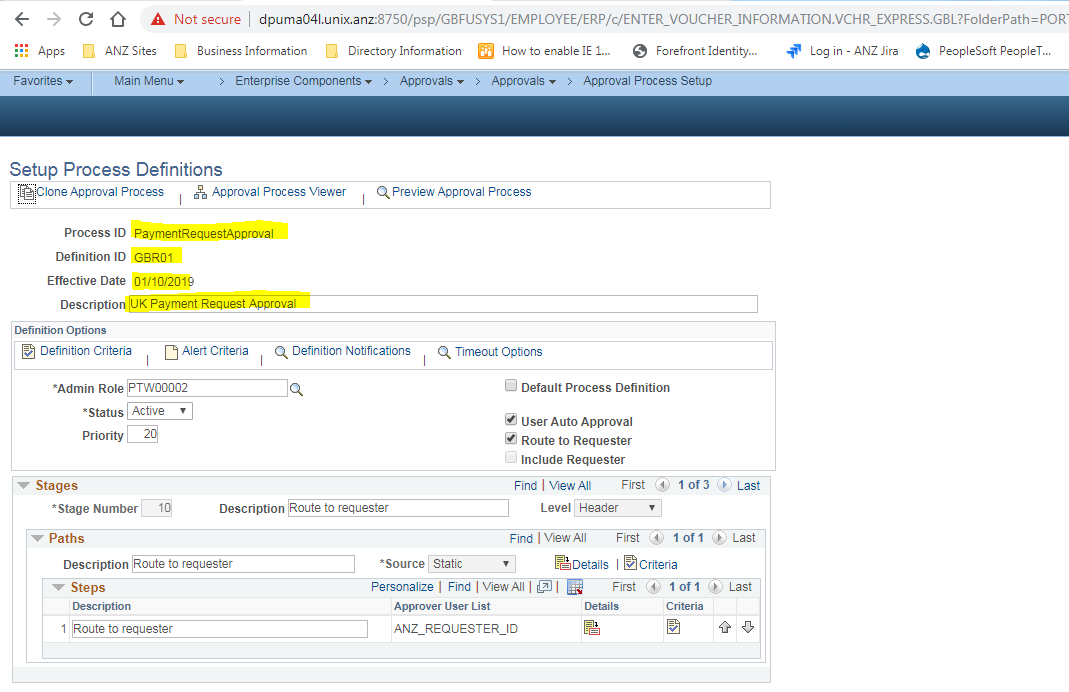 Not secure | dpuma04l.unix.anz:8750/psp/GBFUSYS1/EMPLOYEE/ERP/c/ENTER_VOUCHER_INFORMATION.VCHR_EXPRESS.GBL?FolderPath=PORT
Apps ANZ Sites Business Information Directory Information How to enable IE 1... Forefront Identity... Log in - ANZ Jira PeopleSoft PeopleT...
Favorites Main Menu > Enterprise Components > Approvals > Approvals > Approval Process Setup
Setup Process Definitions
Clone Approval Process | Approval Process Viewer | Preview Approval Process
Process ID PaymentRequestApproval
Definition ID GBR01
Effective Date 01/10/2019
Description UK Payment Request Approval
Definition Options
Definition Criteria | Alert Criteria | Definition Notifications | Timeout Options
*Admin Role PTW00002 Default Process Definition
*Status Active
User Auto Approval
Priority 20
Route to Requester
Include Requester
Stages Find | View All First 1 of 3 Last
*Stage Number 10 Description Route to requester Level Header
Paths Find | View All First 1 of 1 Last
Description Route to requester *Source Static Details | Criteria
Steps Personalize | Find | View All | | First 1 of 1 Last
Description Approver User List Details Criteria
1 Route to requester ANZ_REQUESTER_ID